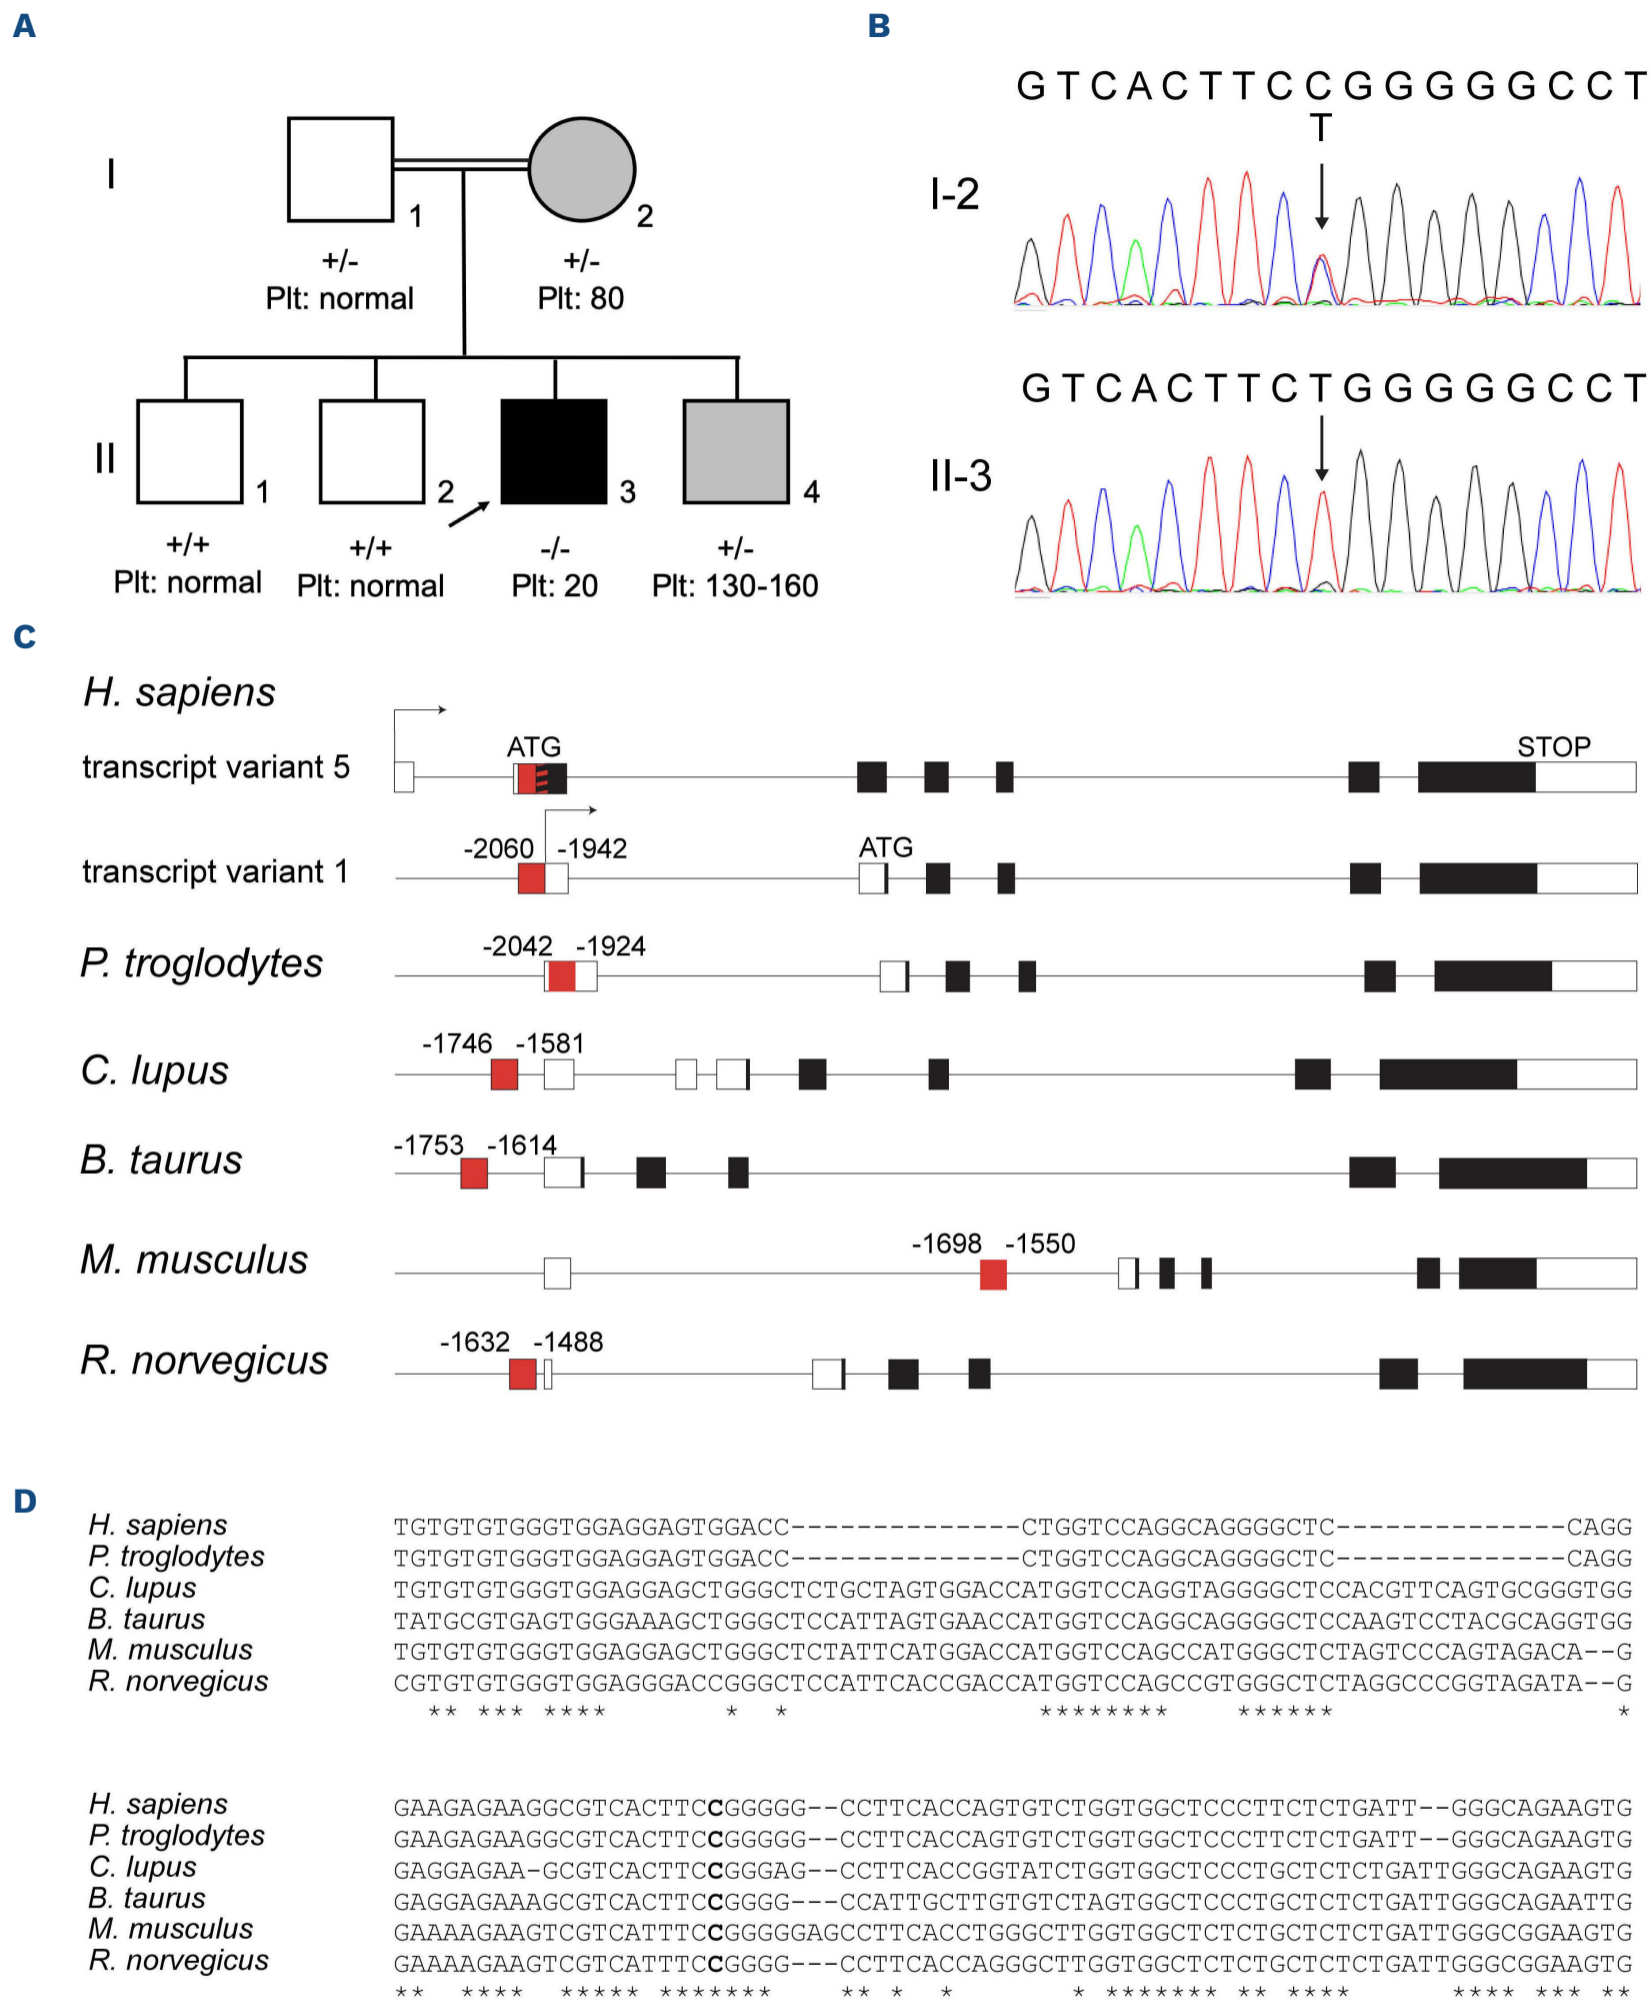 A
B
I
1
2
+/-
Plt: normal
+/-
Plt: 80
II
1
2
3
4
+/+
Plt: normal
+/+
Plt: normal
-/-
Plt: 20
+/-
Plt: 130-160
GTCACTTCCGGGGGCCT
T
I-2
GTCACTTCTGGGGGCCT
II-3
C
H. sapiens
transcript variant 5
ATG
STOP
transcript variant 1
-2060 -1942
ATG
P. troglodytes
-2042 -1924
C. lupus
-1746 -1581
B. taurus
-1753 -1614
M. musculus
-1698 -1550
R. norvegicus
-1632 -1488
D
H. sapiens TGTGTGTGGGTGGAGGAGTGGACC--------------CTGGTCCAGGCAGGGGCTC--------------CAGG
P. troglodytes TGTGTGTGGGTGGAGGAGTGGACC--------------CTGGTCCAGGCAGGGGCTC--------------CAGG
C. lupus TGTGTGTGGGTGGAGGAGCTGGGCTCTGCTAGTGGACCATGGTCCAGGTAGGGGCTCCACGTTCAGTGCGGGTGG
B. taurus TATGCGTGAGTGGGAAAGCTGGGCTCCATTAGTGAACCATGGTCCAGGCAGGGGCTCCAAGTCCTACGCAGGTGG
M. musculus TGTGTGTGGGTGGAGGAGCTGGGCTCTATTCATGGACCATGGTCCAGCCATGGGCTCTAGTCCCAGTAGACA--G
R. norvegicus CGTGTGTGGGTGGAGGGACCGGGCTCCATTCACCGACCATGGTCCAGCCGTGGGCTCTAGGCCCGGTAGATA--G
** *** **** * * ******** ****** *
H. sapiens GAAGAGAAGGCGTCACTTCCGGGGG--CCTTCACCAGTGTCTGGTGGCTCCCTTCTCTGATT--GGGCAGAAGTG
P. troglodytes GAAGAGAAGGCGTCACTTCCGGGGG--CCTTCACCAGTGTCTGGTGGCTCCCTTCTCTGATT--GGGCAGAAGTG
C. lupus GAGGAGAA-GCGTCACTTCCGGGAG--CCTTCACCGGTATCTGGTGGCTCCCTGCTCTCTGATTGGGCAGAAGTG
B. taurus GAGGAGAAAGCGTCACTTCCGGGG---CCATTGCTTGTGTCTAGTGGCTCCCTGCTCTCTGATTGGGCAGAATTG
M. musculus GAAAAGAAGTCGTCATTTCCGGGGGGAGCCTTCACCTGGGCTTGGTGGCTCTCTGCTCTCTGATTGGGCGGAAGTG
R. norvegicus GAAAAGAAGTCGTCATTTCCGGGG---CCTTCACCAGGGCTTGGTGGCTCTCTGCTCTCTGATTGGGCGGAAGTG
** **** ***** ******** ** * * * ******* ** **** **** *** **